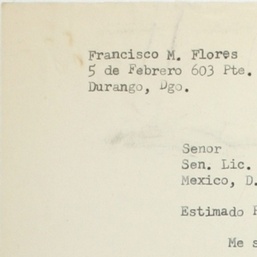 Francisco M. Flores
5 de Febrero 603 Pte.
Durango, Dgo.
Senor
Sen. Lic.
Mexico, D.
Estimado
Me